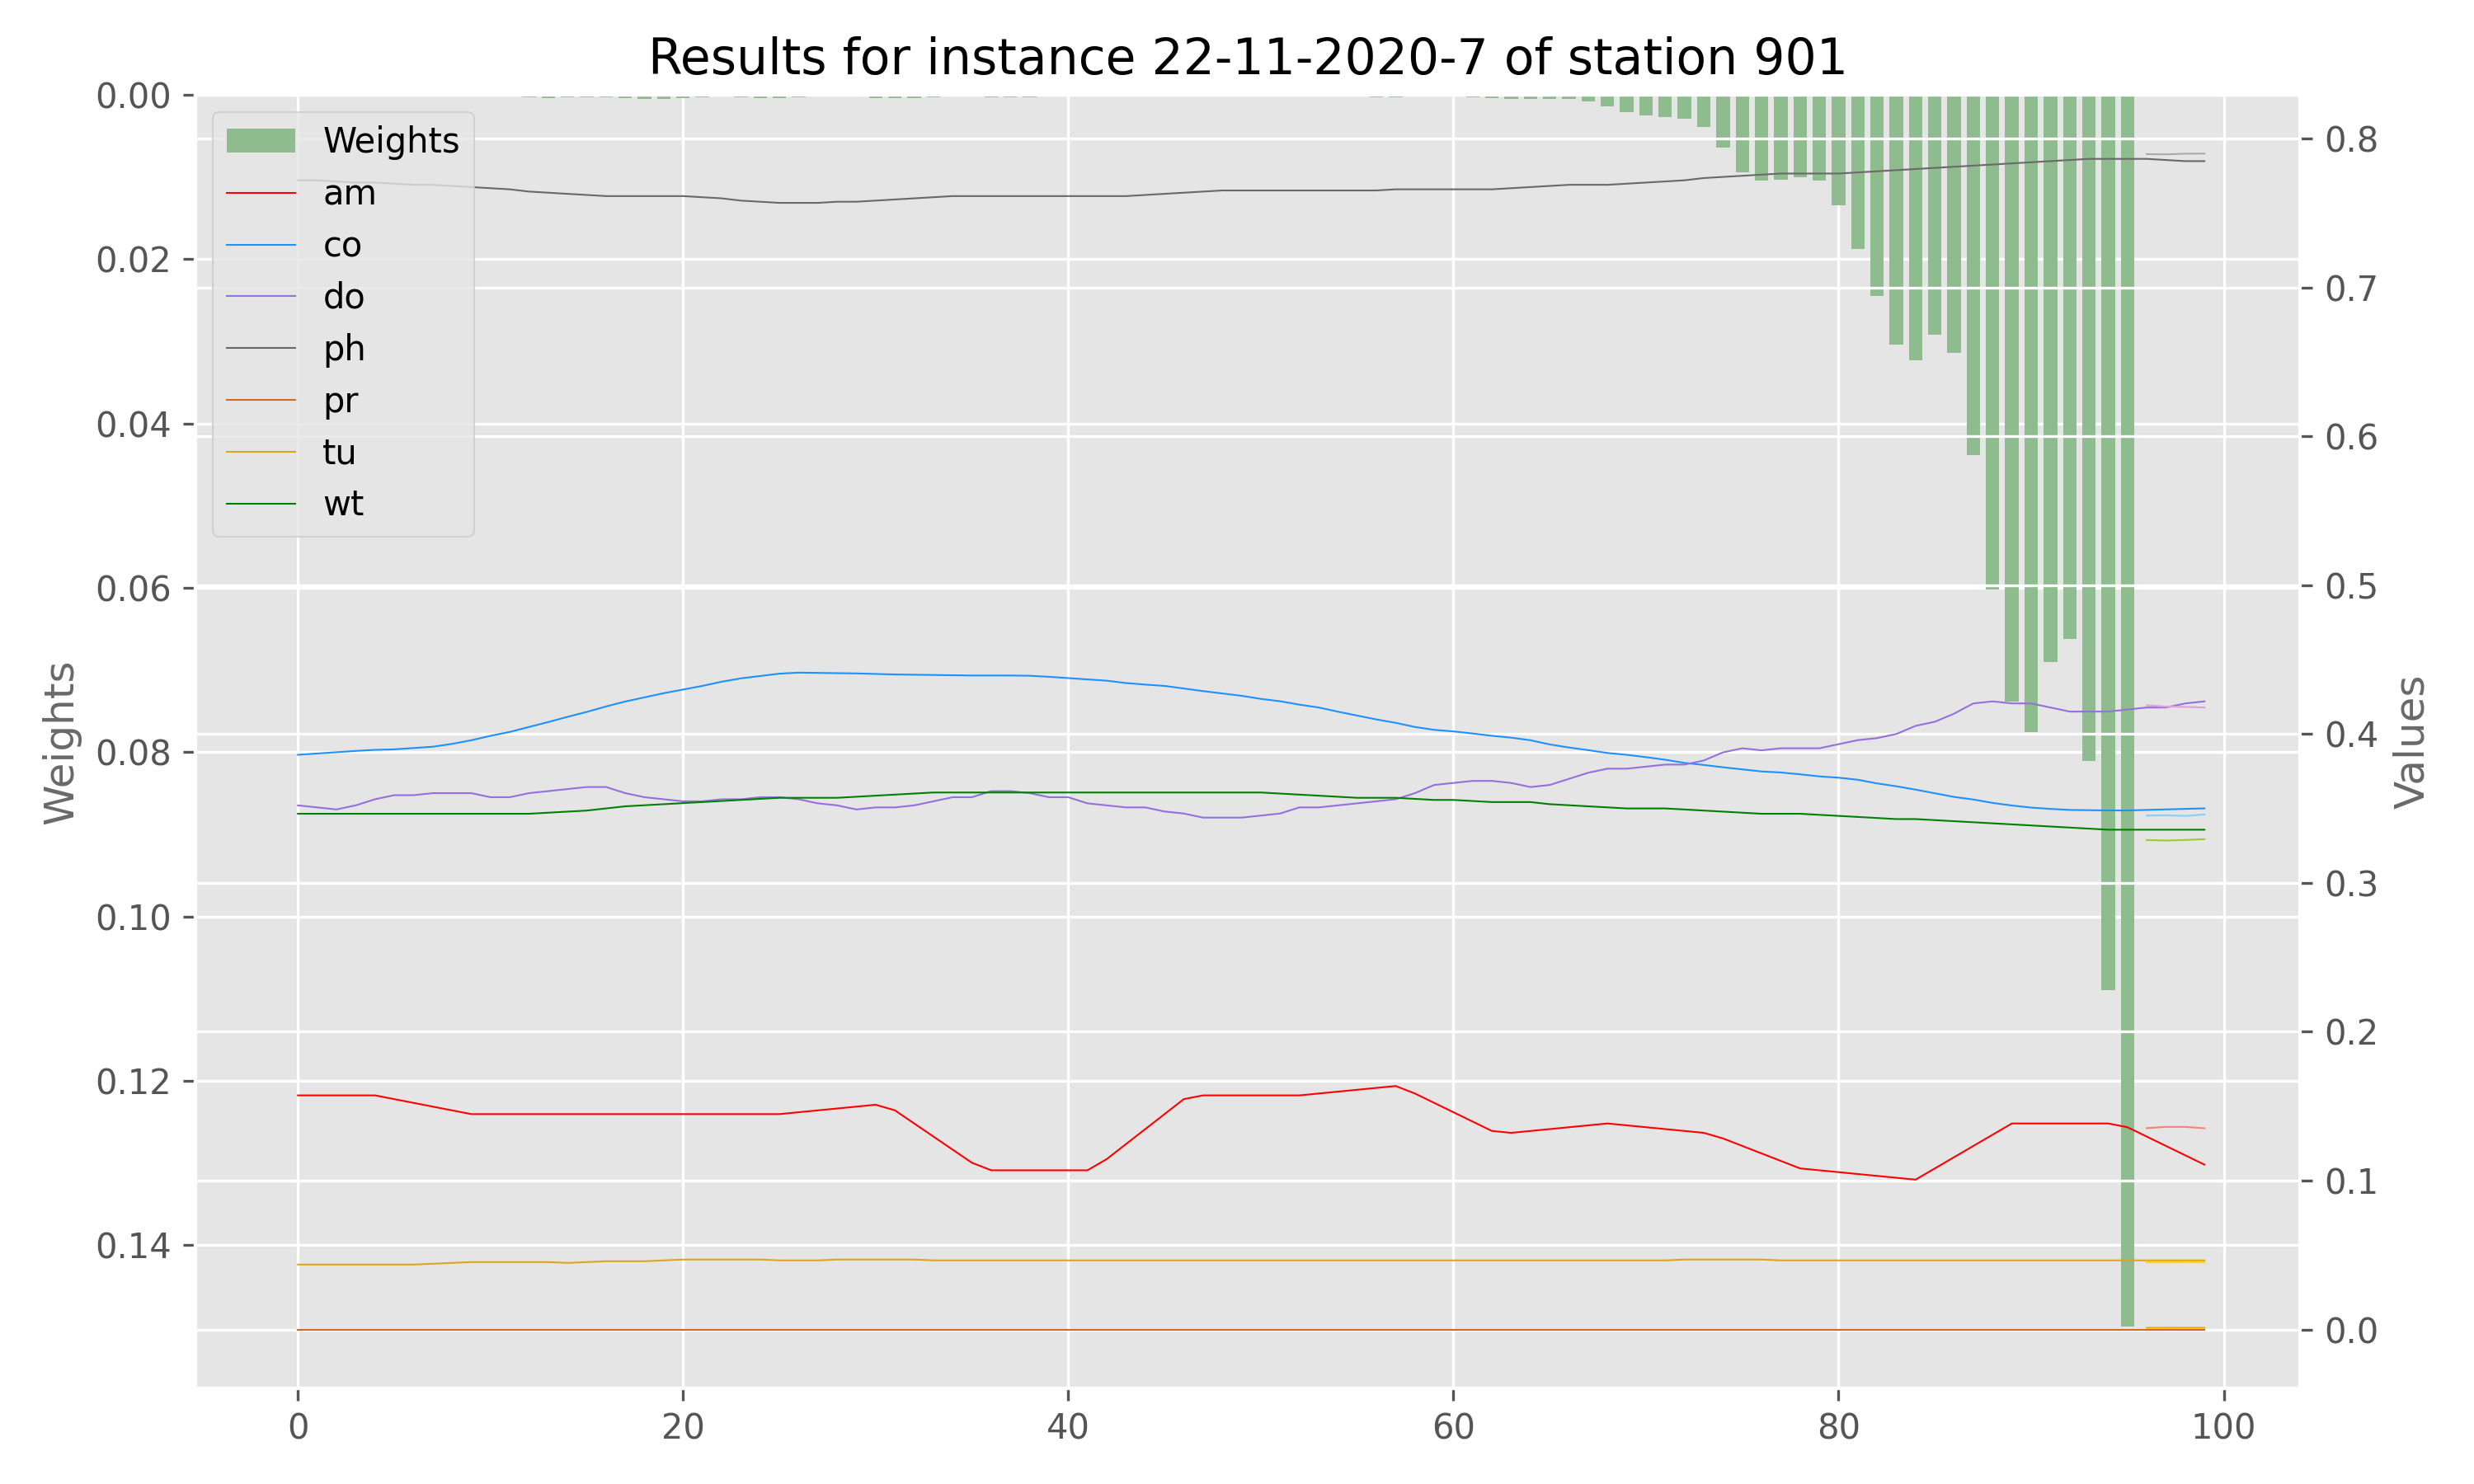 Results for instance 22-11-2020-7 of station 901
0.00
0.02
0.04
0.06
0.08
0.10
0.12
0.14
Weights
Weights
am
co
do
ph
pr
tu
wt
0.8
0.7
0.6
0.5
0.4
0.3
0.2
0.1
0.0
Values
0 20 40 60 80 100